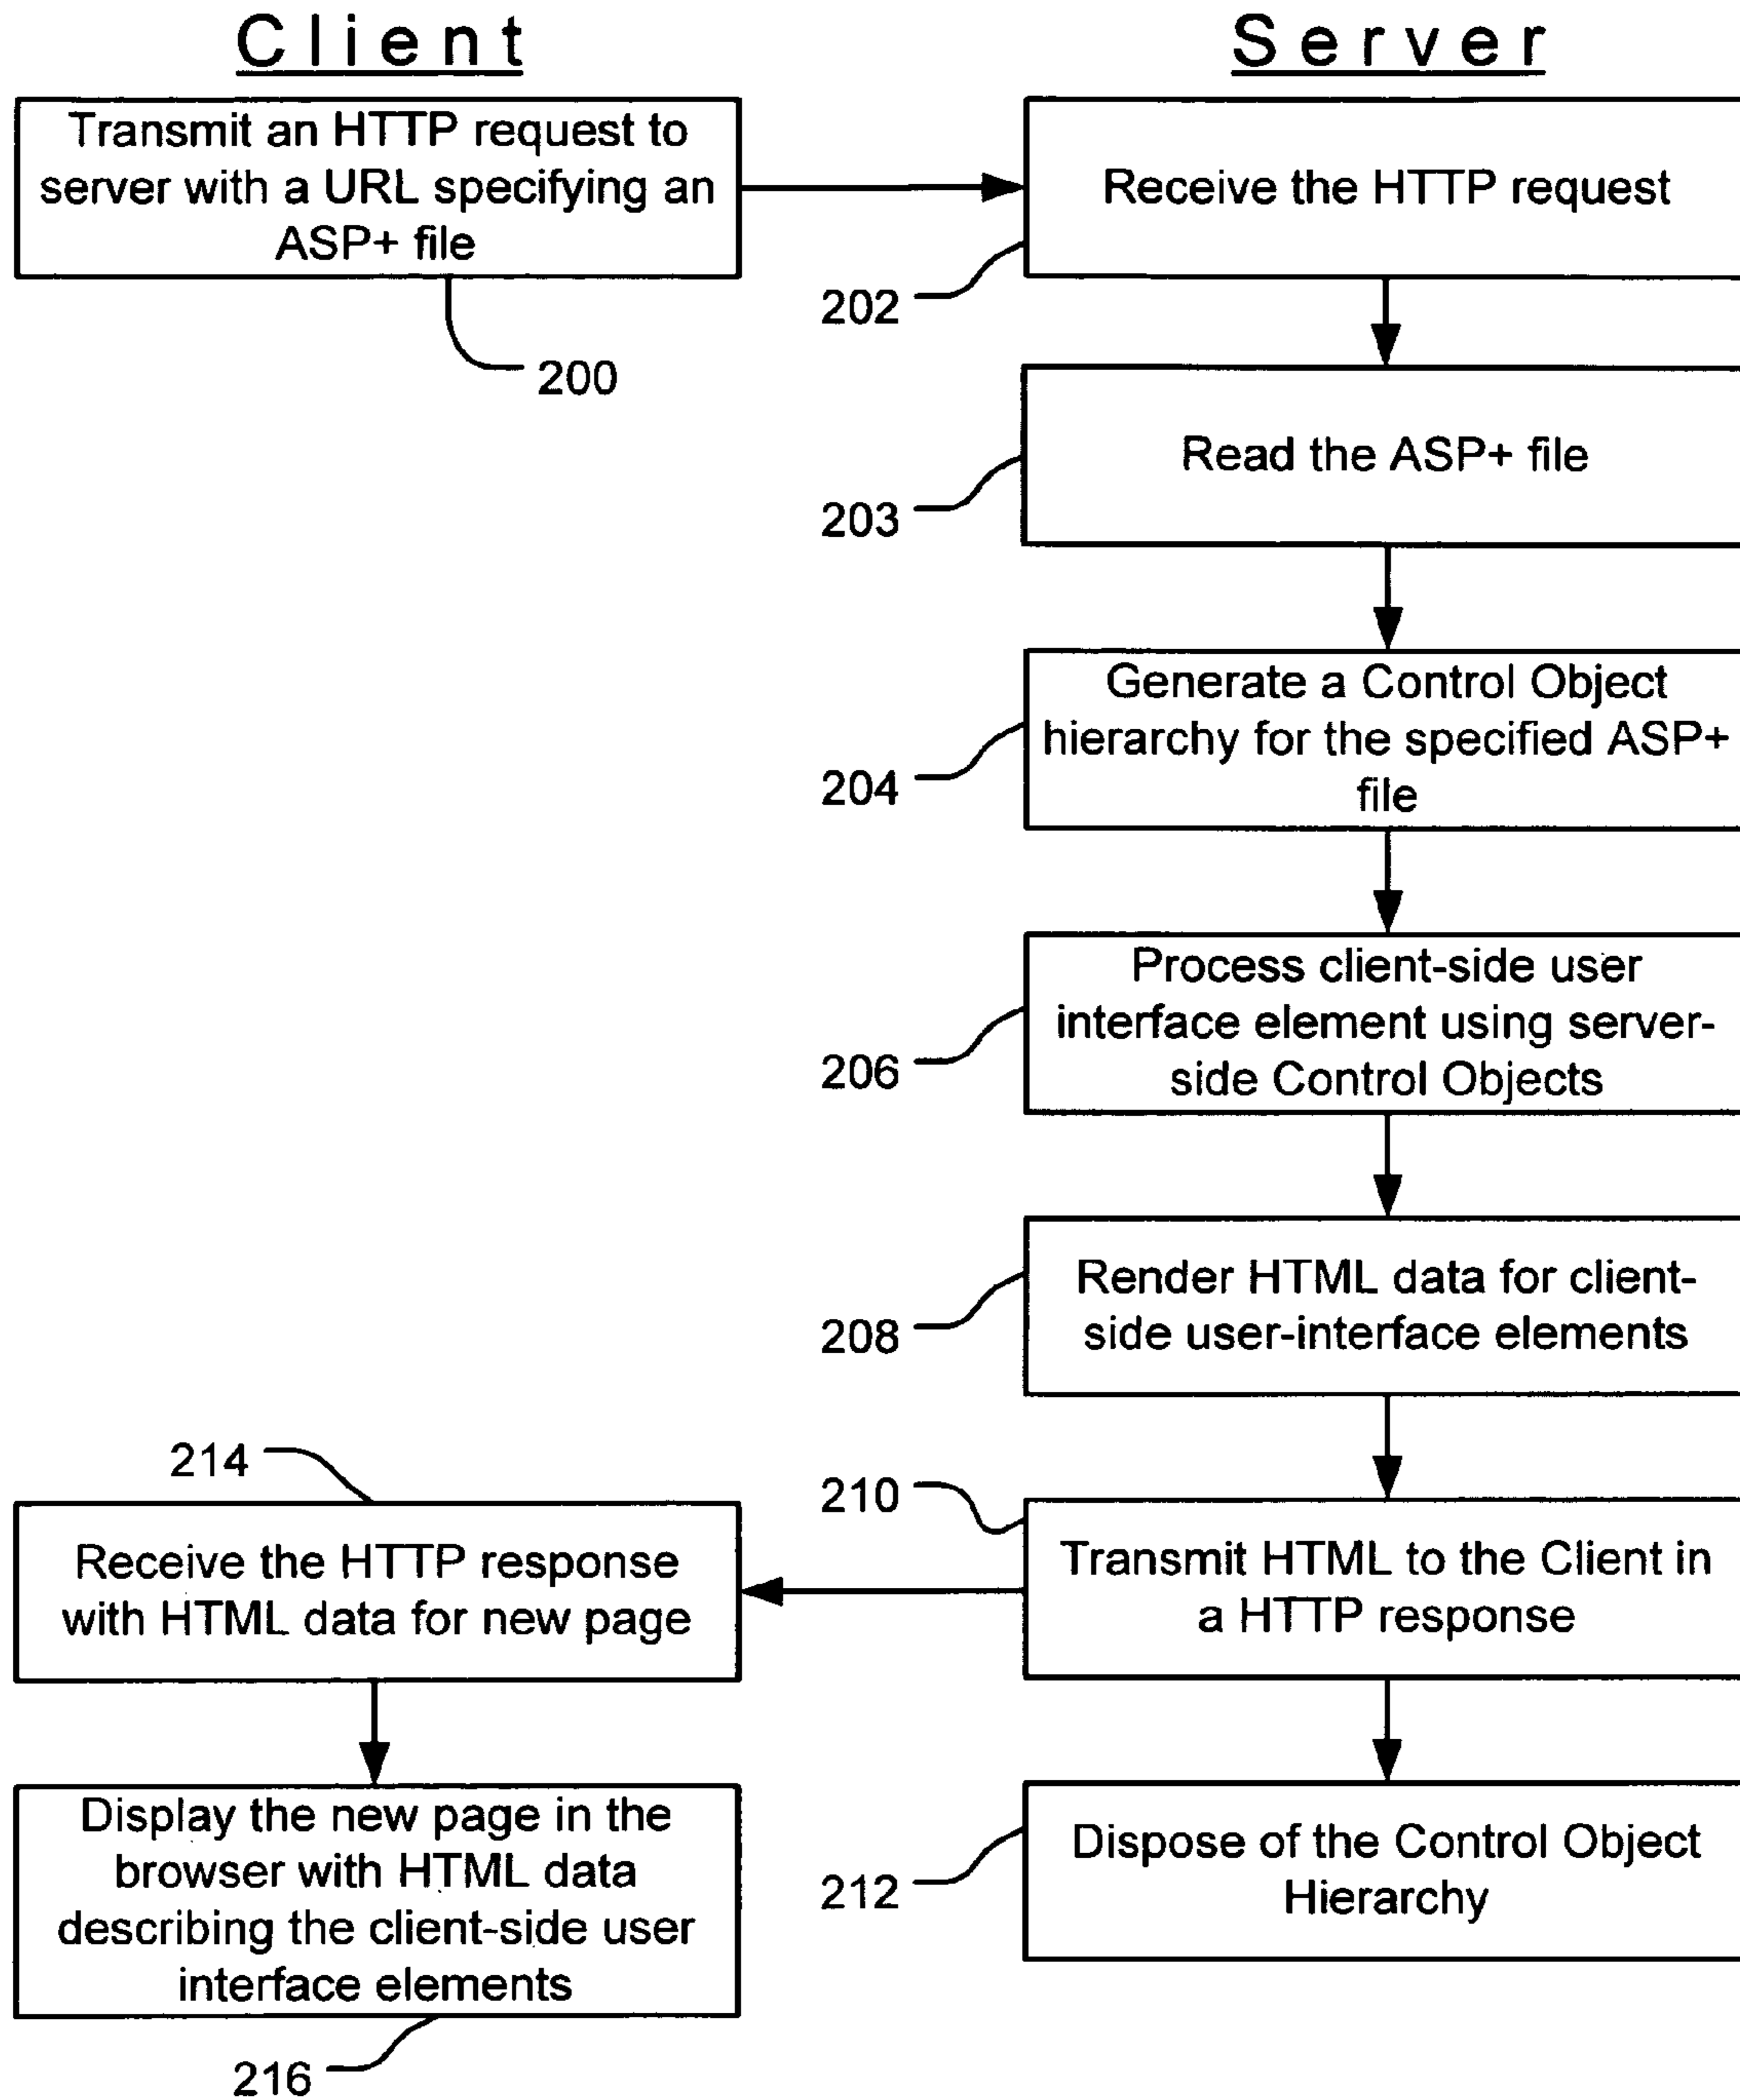 Client
Server
Transmit an HTTP request to
server with a URL specifying an
ASP+ file
200
Receive the HTTP request
202
Read the ASP+ file
203
Generate a Control Object
hierarchy for the specified ASP+
file
204
Process client-side user
interface element using server-
side Control Objects
206
Render HTML data for client-
side user-interface elements
208
210
Transmit HTML to the Client in
a HTTP response
214
Receive the HTTP response
with HTML data for new page
Display the new page in the
browser with HTML data
describing the client-side user
interface elements
216
Dispose of the Control Object
Hierarchy
212